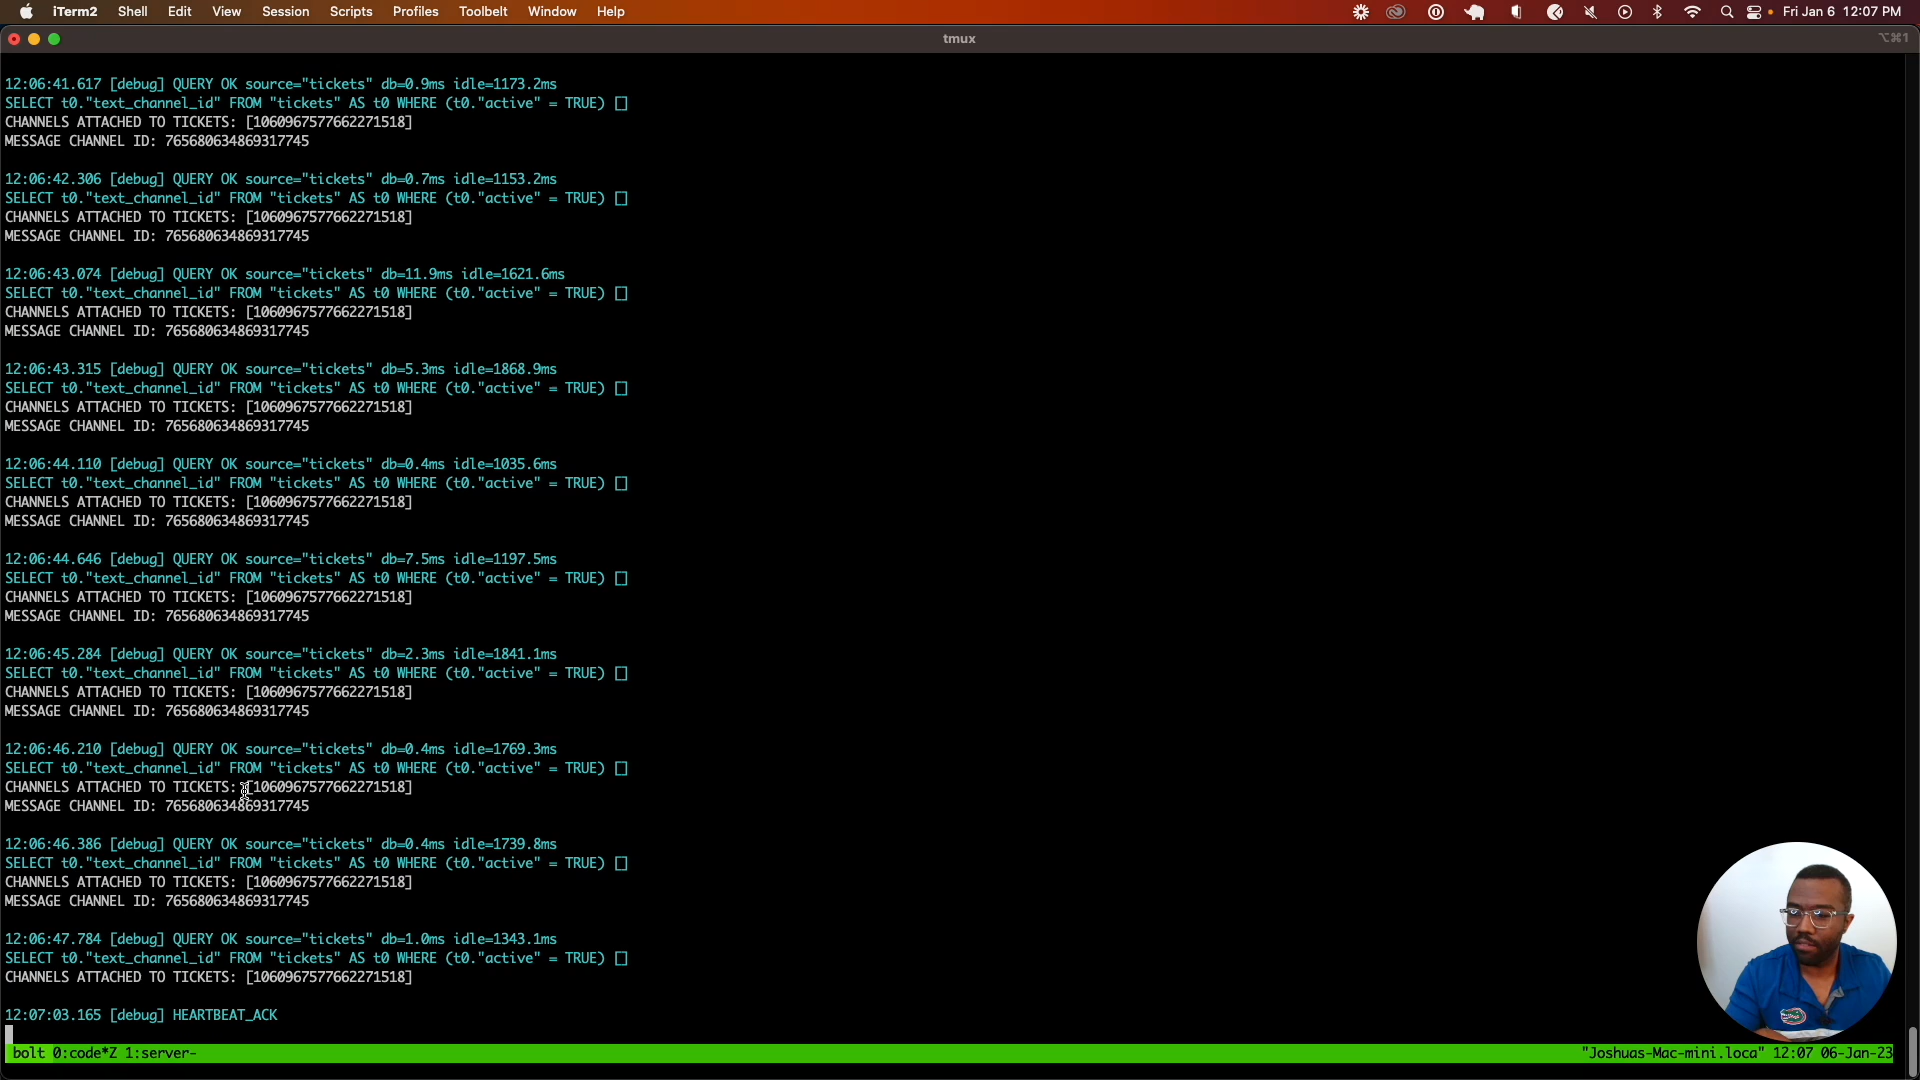 iTerm2 Shell Edit View Session Scripts Profiles Toolbelt Window Help Fri Jan 6 12:07 PM
tmux ⌥⌘1
12:06:41.617 [debug] QUERY OK source="tickets" db=0.9ms idle=1173.2ms
SELECT t0."text_channel_id" FROM "tickets" AS t0 WHERE (t0."active" = TRUE) []
CHANNELS ATTACHED TO TICKETS: [1060967577662271518]
MESSAGE CHANNEL ID: 765680634869317745
12:06:42.306 [debug] QUERY OK source="tickets" db=0.7ms idle=1153.2ms
SELECT t0."text_channel_id" FROM "tickets" AS t0 WHERE (t0."active" = TRUE) []
CHANNELS ATTACHED TO TICKETS: [1060967577662271518]
MESSAGE CHANNEL ID: 765680634869317745
12:06:43.074 [debug] QUERY OK source="tickets" db=11.9ms idle=1621.6ms
SELECT t0."text_channel_id" FROM "tickets" AS t0 WHERE (t0."active" = TRUE) []
CHANNELS ATTACHED TO TICKETS: [1060967577662271518]
MESSAGE CHANNEL ID: 765680634869317745
12:06:43.315 [debug] QUERY OK source="tickets" db=5.3ms idle=1868.9ms
SELECT t0."text_channel_id" FROM "tickets" AS t0 WHERE (t0."active" = TRUE) []
CHANNELS ATTACHED TO TICKETS: [1060967577662271518]
MESSAGE CHANNEL ID: 765680634869317745
12:06:44.110 [debug] QUERY OK source="tickets" db=0.4ms idle=1035.6ms
SELECT t0."text_channel_id" FROM "tickets" AS t0 WHERE (t0."active" = TRUE) []
CHANNELS ATTACHED TO TICKETS: [1060967577662271518]
MESSAGE CHANNEL ID: 765680634869317745
12:06:44.646 [debug] QUERY OK source="tickets" db=7.5ms idle=1197.5ms
SELECT t0."text_channel_id" FROM "tickets" AS t0 WHERE (t0."active" = TRUE) []
CHANNELS ATTACHED TO TICKETS: [1060967577662271518]
MESSAGE CHANNEL ID: 765680634869317745
12:06:45.284 [debug] QUERY OK source="tickets" db=2.3ms idle=1841.1ms
SELECT t0."text_channel_id" FROM "tickets" AS t0 WHERE (t0."active" = TRUE) []
CHANNELS ATTACHED TO TICKETS: [1060967577662271518]
MESSAGE CHANNEL ID: 765680634869317745
12:06:46.210 [debug] QUERY OK source="tickets" db=0.4ms idle=1769.3ms
SELECT t0."text_channel_id" FROM "tickets" AS t0 WHERE (t0."active" = TRUE) []
CHANNELS ATTACHED TO TICKETS: [1060967577662271518]
MESSAGE CHANNEL ID: 765680634869317745
12:06:46.386 [debug] QUERY OK source="tickets" db=0.4ms idle=1739.8ms
SELECT t0."text_channel_id" FROM "tickets" AS t0 WHERE (t0."active" = TRUE) []
CHANNELS ATTACHED TO TICKETS: [1060967577662271518]
MESSAGE CHANNEL ID: 765680634869317745
12:06:47.784 [debug] QUERY OK source="tickets" db=1.0ms idle=1343.1ms
SELECT t0."text_channel_id" FROM "tickets" AS t0 WHERE (t0."active" = TRUE) []
CHANNELS ATTACHED TO TICKETS: [1060967577662271518]
12:07:03.165 [debug] HEARTBEAT_ACK
bolt 0:code*Z 1:server- "Joshuas-Mac-mini.loca" 12:07 06-Jan-23